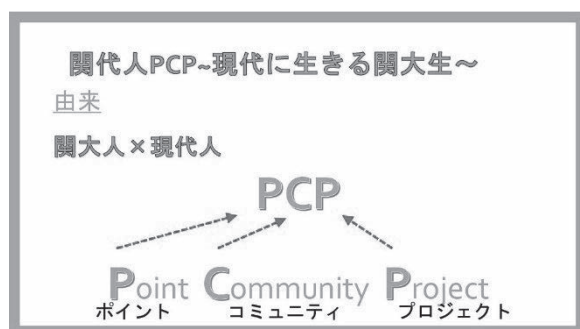 関代人PCP~現代に生きる関大生～
由来
関大人×現代人
PCP
Point Community Project
ポイント コミュニティ プロジェクト